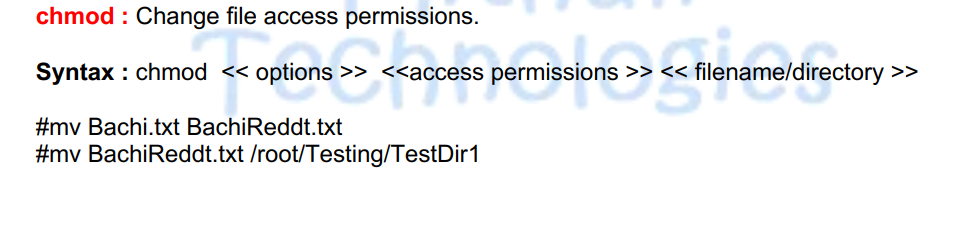 chmod : Change file access permissions.
Technologies
Syntax : chmod << options >> <<access permissions >> << filename/directory >>
#mv Bachi.txt BachiReddt.txt
#mv BachiReddt.txt /root/Testing/TestDir1